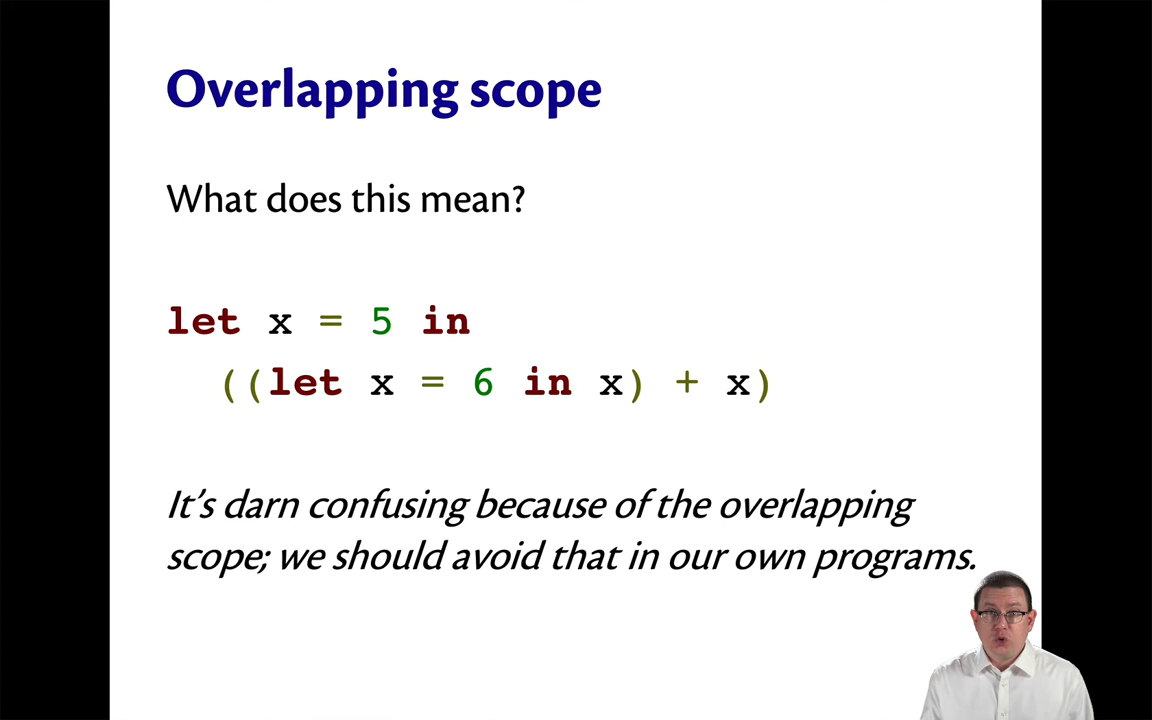 Overlapping scope
What does this mean?
let x = 5 in
((let x = 6 in x) + x)
It's darn confusing because of the overlapping
scope; we should avoid that in our own programs.